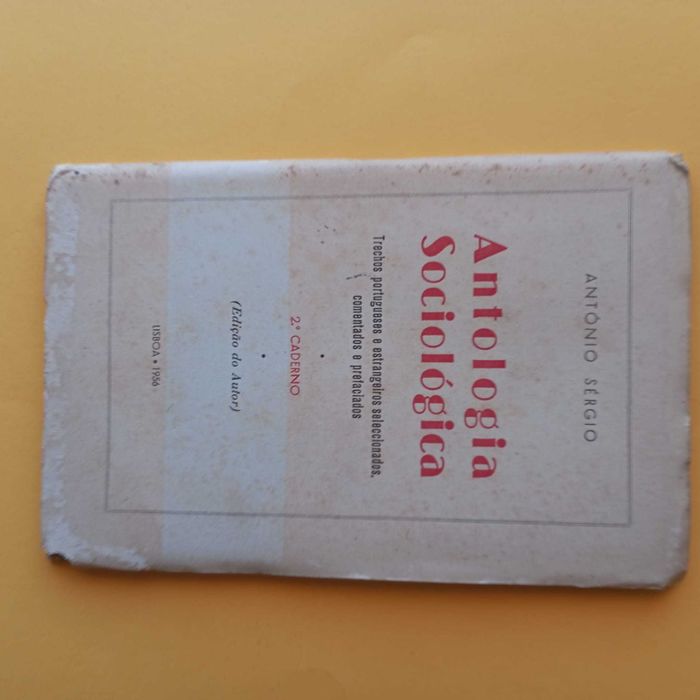 ANTÓNIO SÉRGIO
Antologia
Sociológica
Trechos portugueses e estrangeiros seleccionados,
comentados e prefaciados
•
2.º CADERNO
•
(Edição do Autor)
LISBOA • 1956